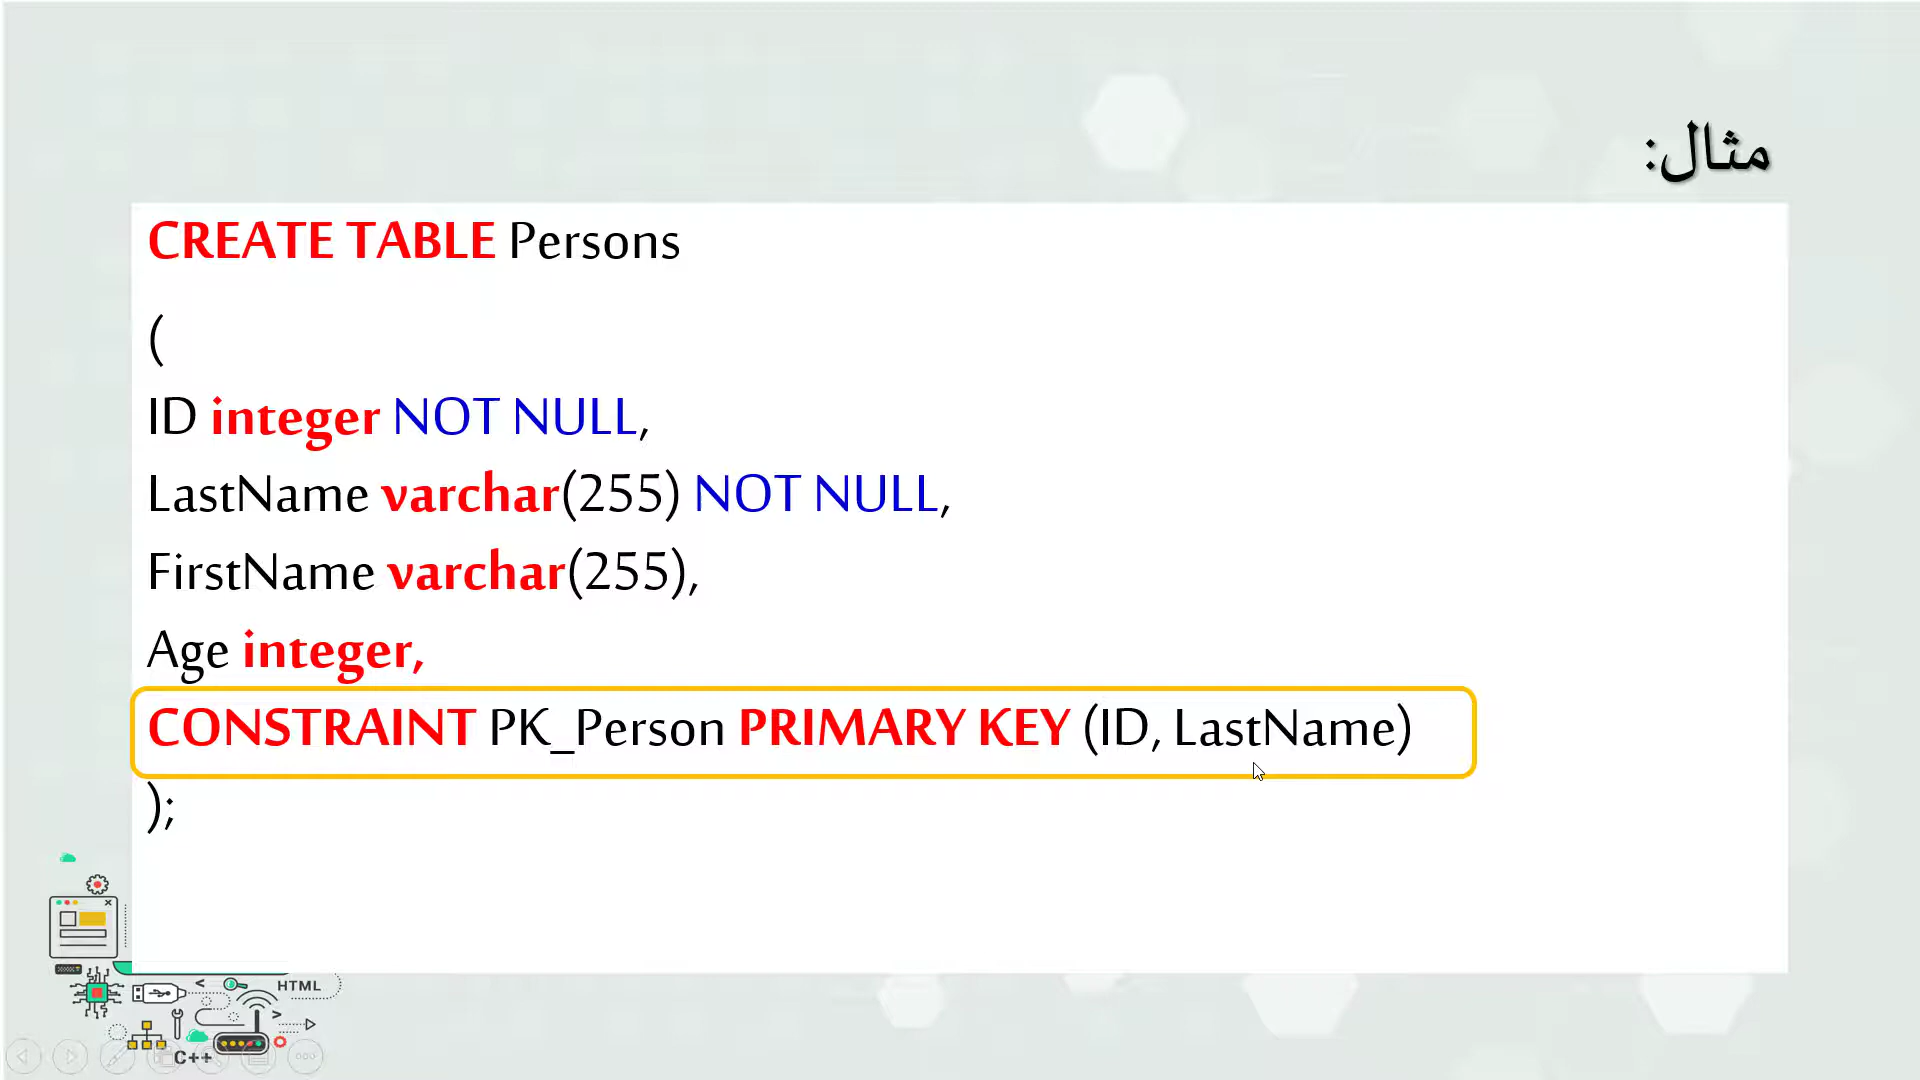 مثال:
CREATE TABLE Persons
(
ID integer NOT NULL,
LastName varchar(255) NOT NULL,
FirstName varchar(255),
Age integer,
CONSTRAINT PK_Person PRIMARY KEY (ID, LastName)
);
HTML
C++